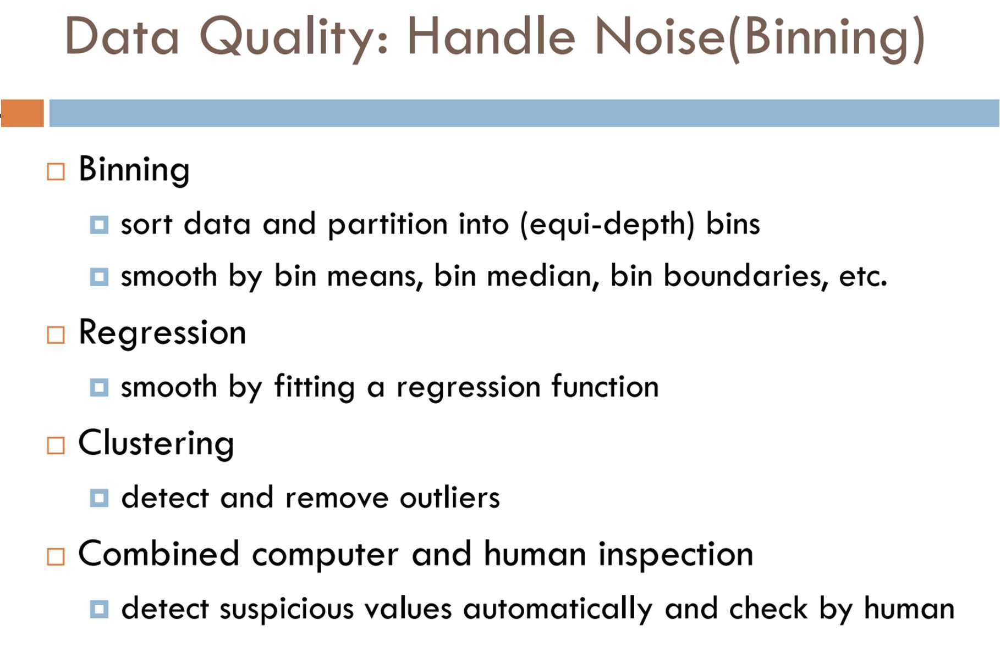 Data Quality: Handle Noise(Binning)
Binning
sort data and partition into (equi-depth) bins
smooth by bin means, bin median, bin boundaries, etc.
Regression
smooth by fitting a regression function
Clustering
detect and remove outliers
Combined computer and human inspection
detect suspicious values automatically and check by human